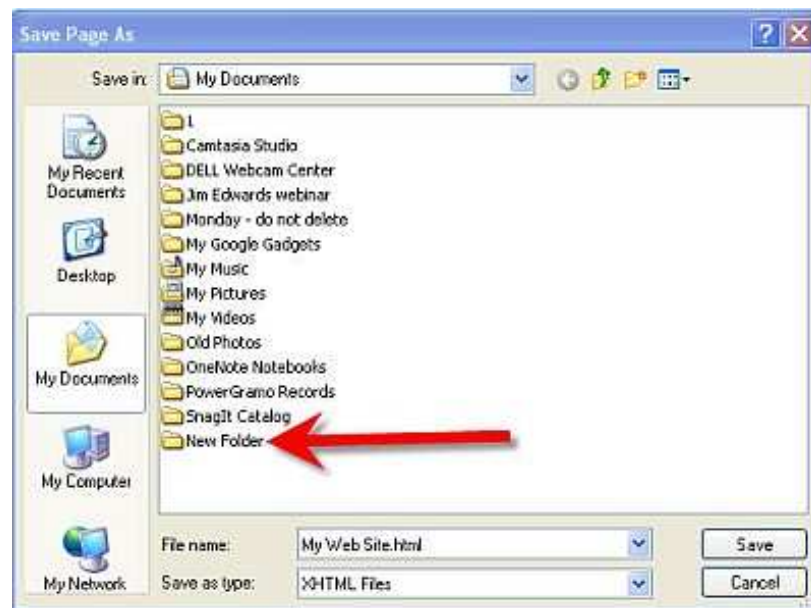 Save Page As
Save in: My Documents
My Recent
Documents
Desktop
My Documents
My Computer
My Network
1
Camtasia Studio
DELL Webcam Center
Jim Edwards webinar
Monday - do not delete
My Google Gadgets
My Music
My Pictures
My Videos
Old Photos
OneNote Notebooks
PowerGramo Records
SnagIt Catalog
New Folder
File name: My Web Site.html Save
Save as type: XHTML Files Cancel